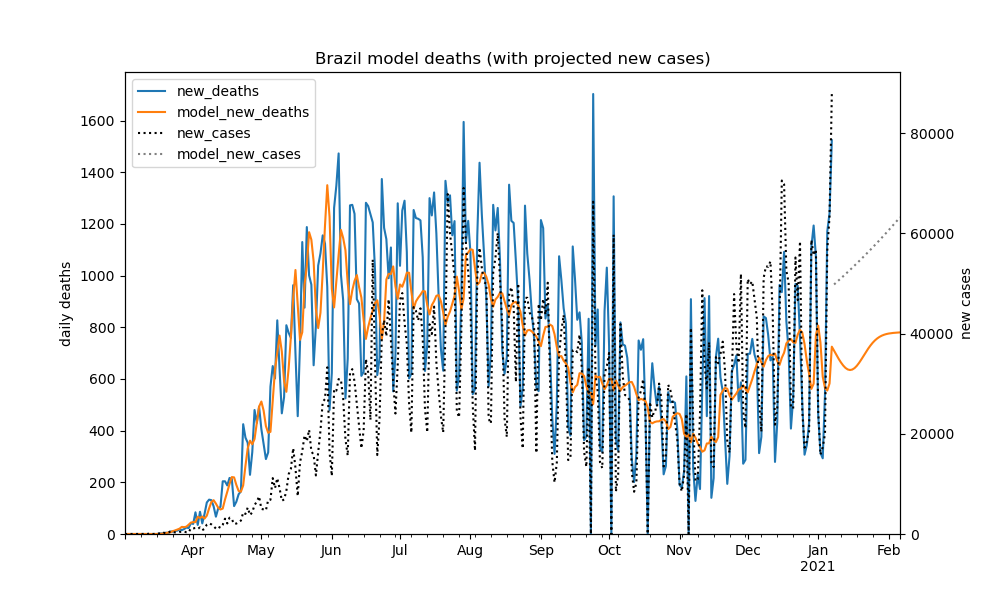 Brazil model deaths (with projected new cases)
new_deaths
model_new_deaths
new_cases
model_new_cases
daily deaths
0
200
400
600
800
1000
1200
1400
1600
new cases
0
20000
40000
60000
80000
Apr May Jun Jul Aug Sep Oct Nov Dec Jan Feb
2021